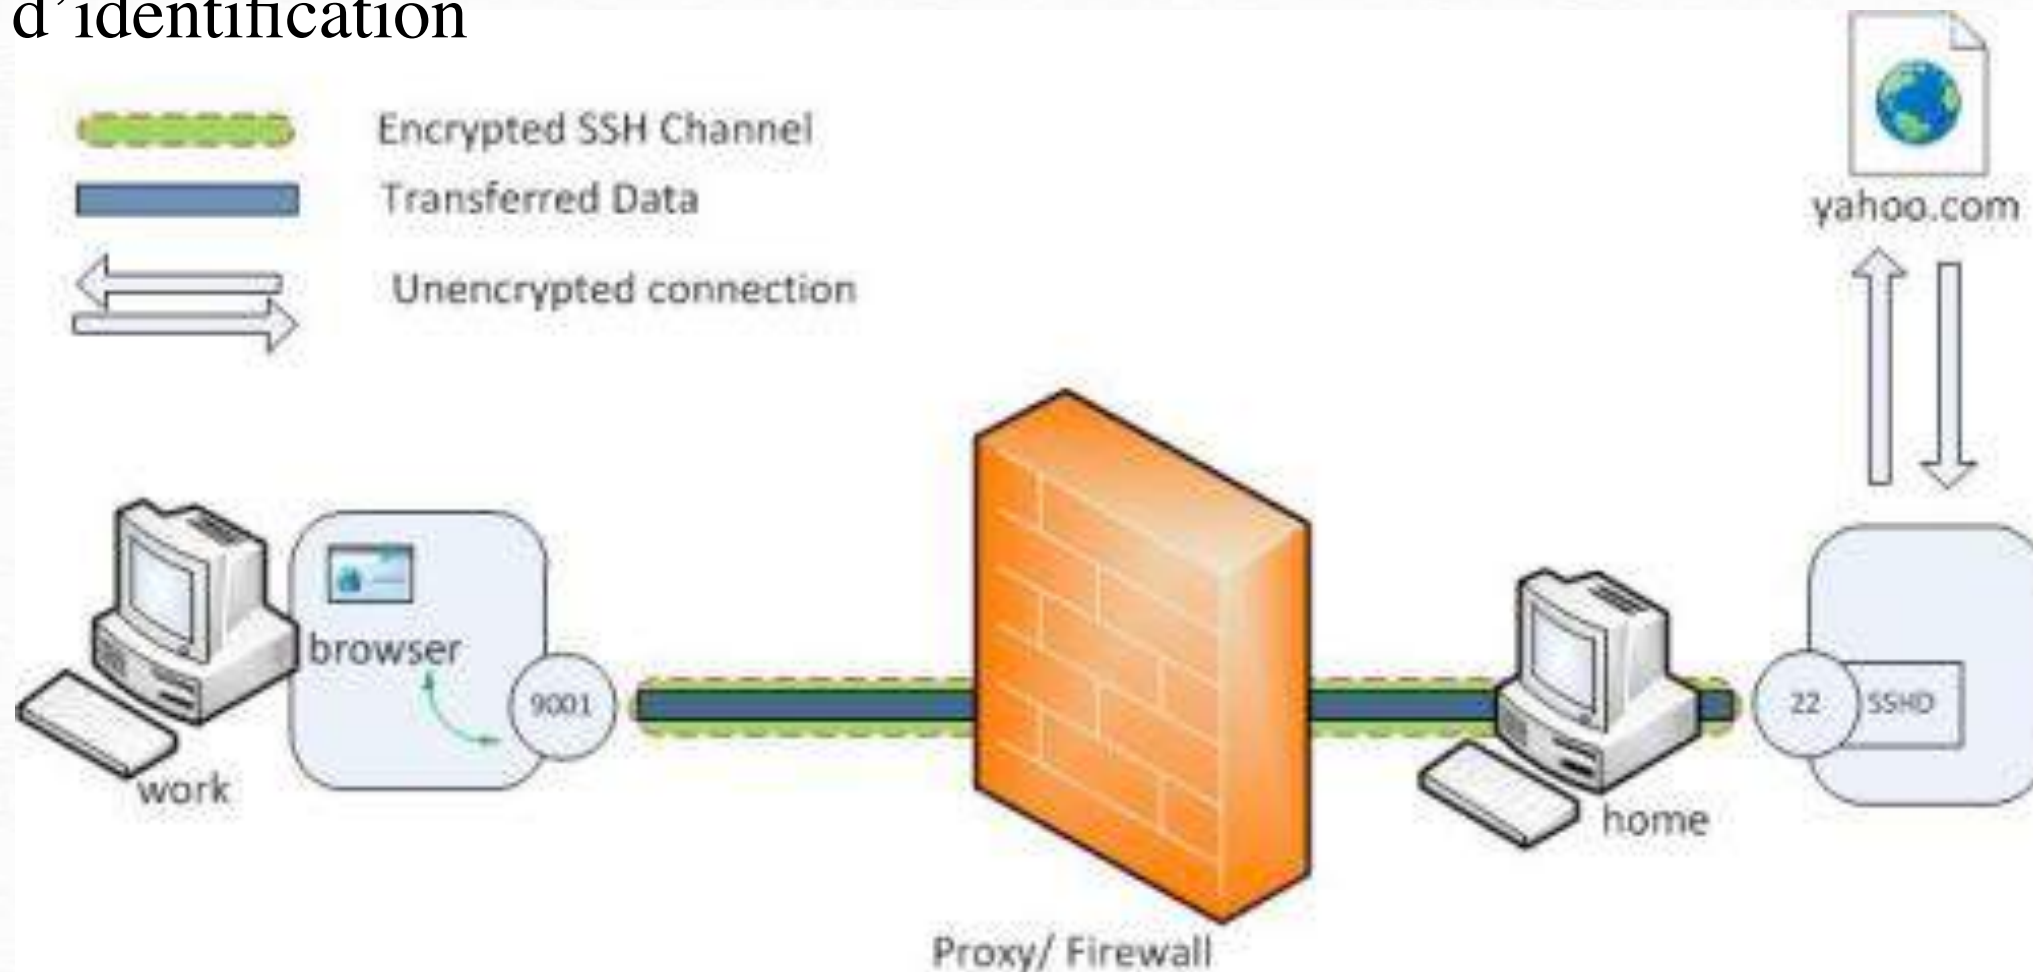 d’identification
Encrypted SSH Channel
Transferred Data
Unencrypted connection
yahoo.com
browser
9001
22
SSHD
work
home
Proxy/ Firewall